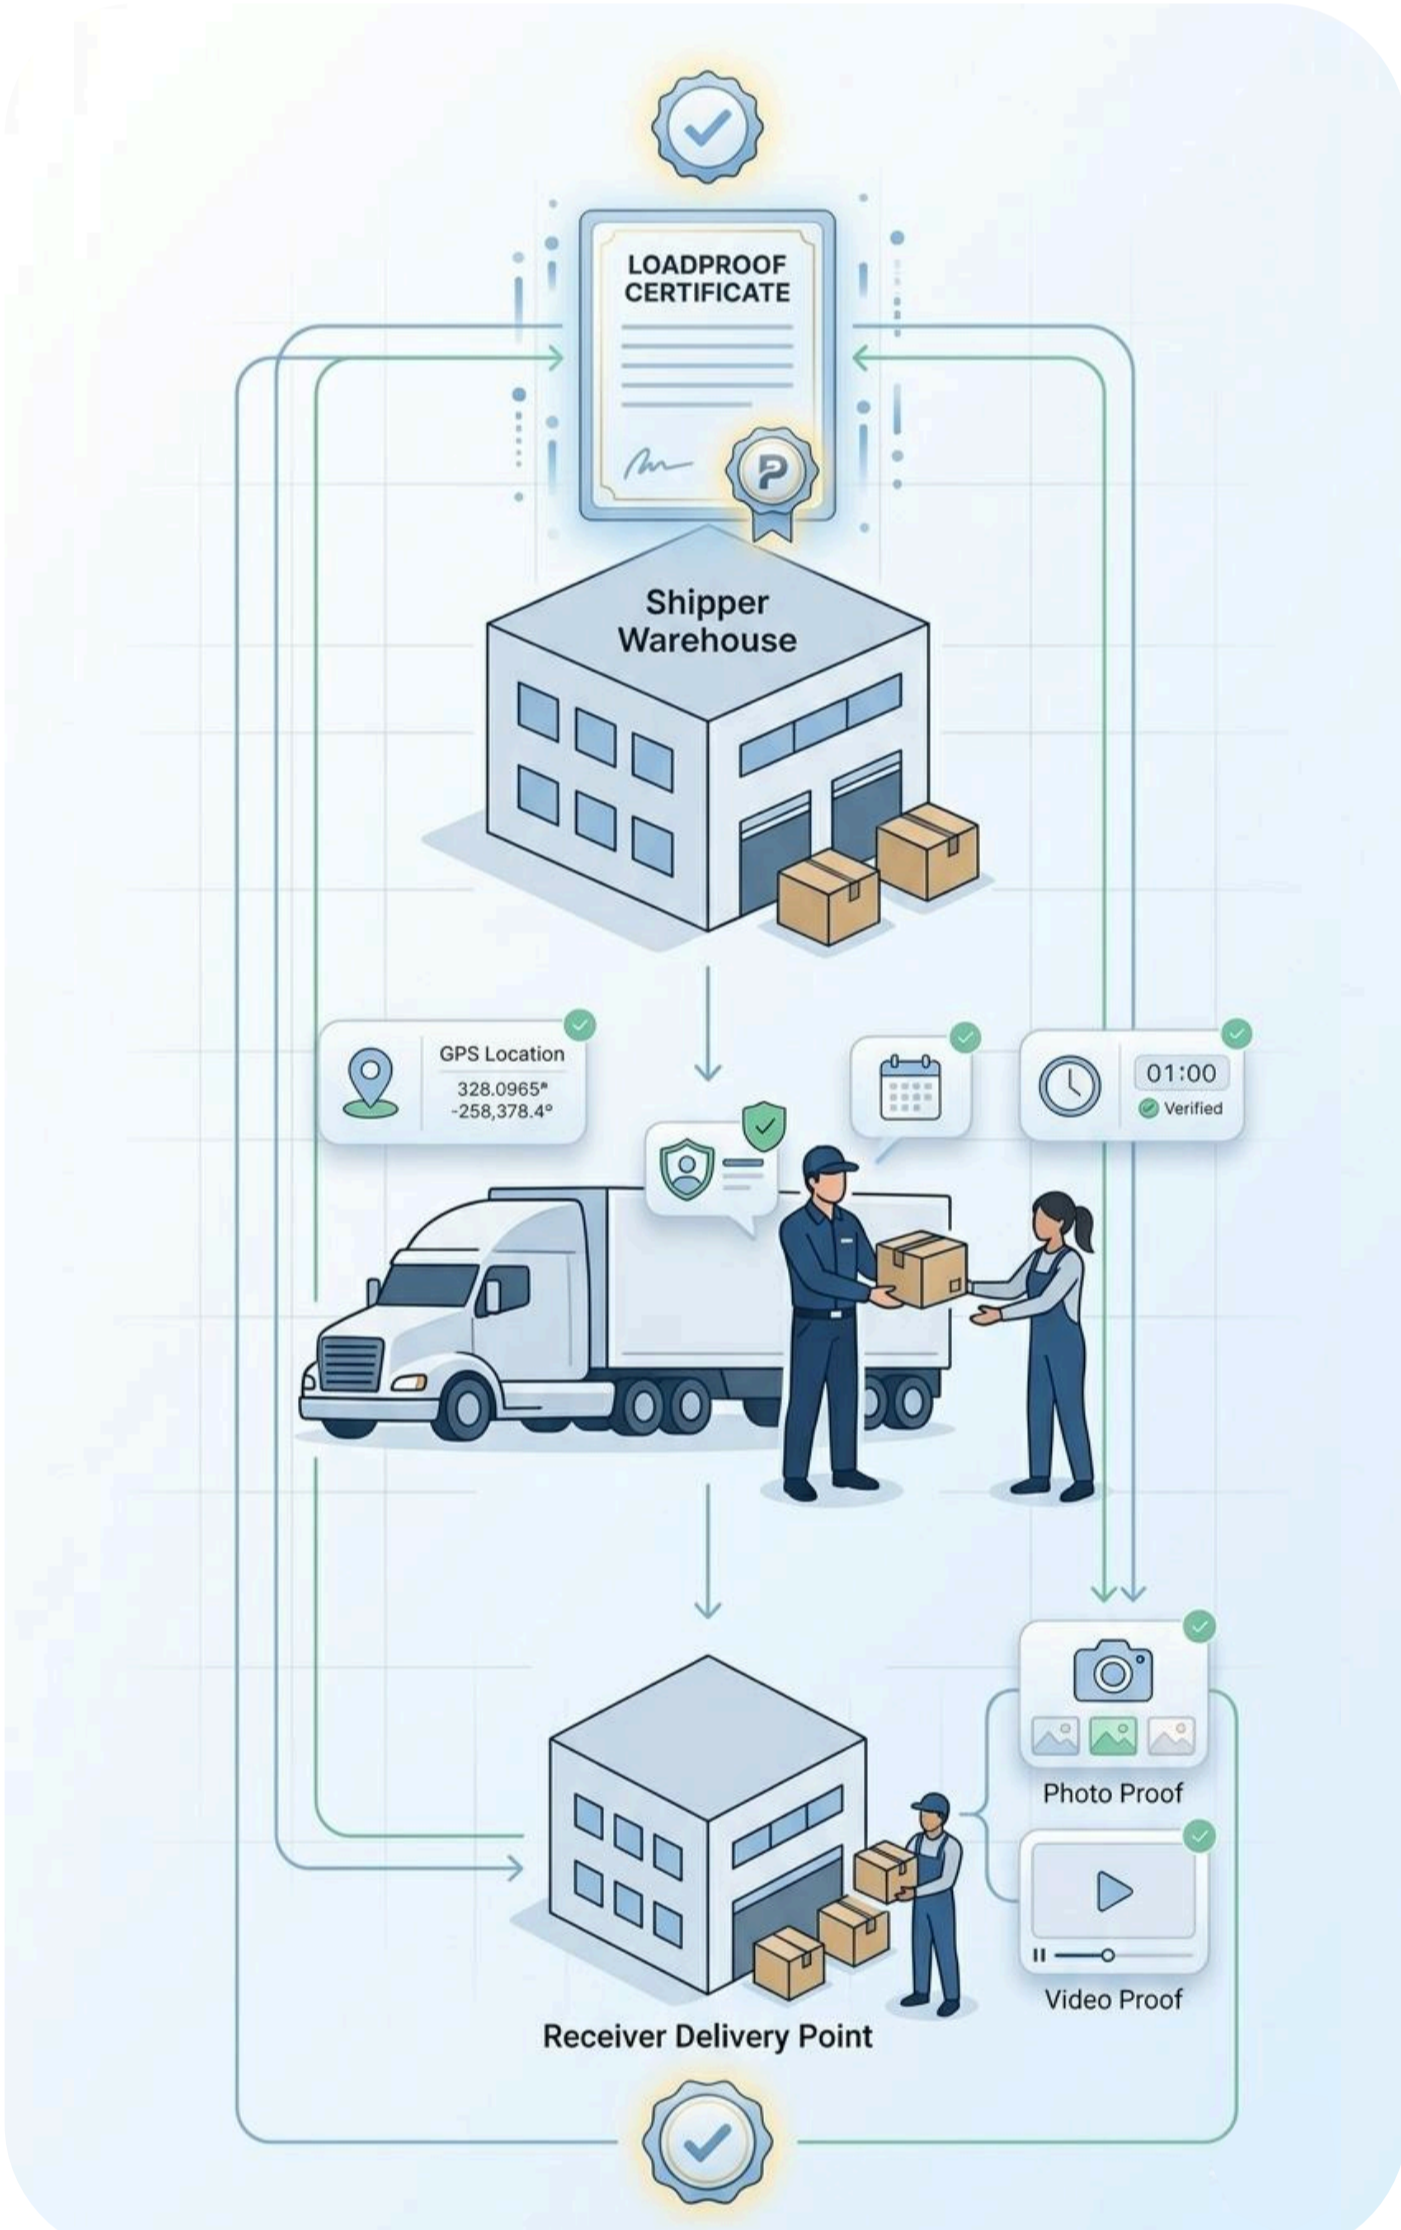 LOADPROOF
CERTIFICATE
P
Shipper
Warehouse
GPS Location
328.0965°
-258,378.4°
01:00
Verified
Photo Proof
Video Proof
Receiver Delivery Point